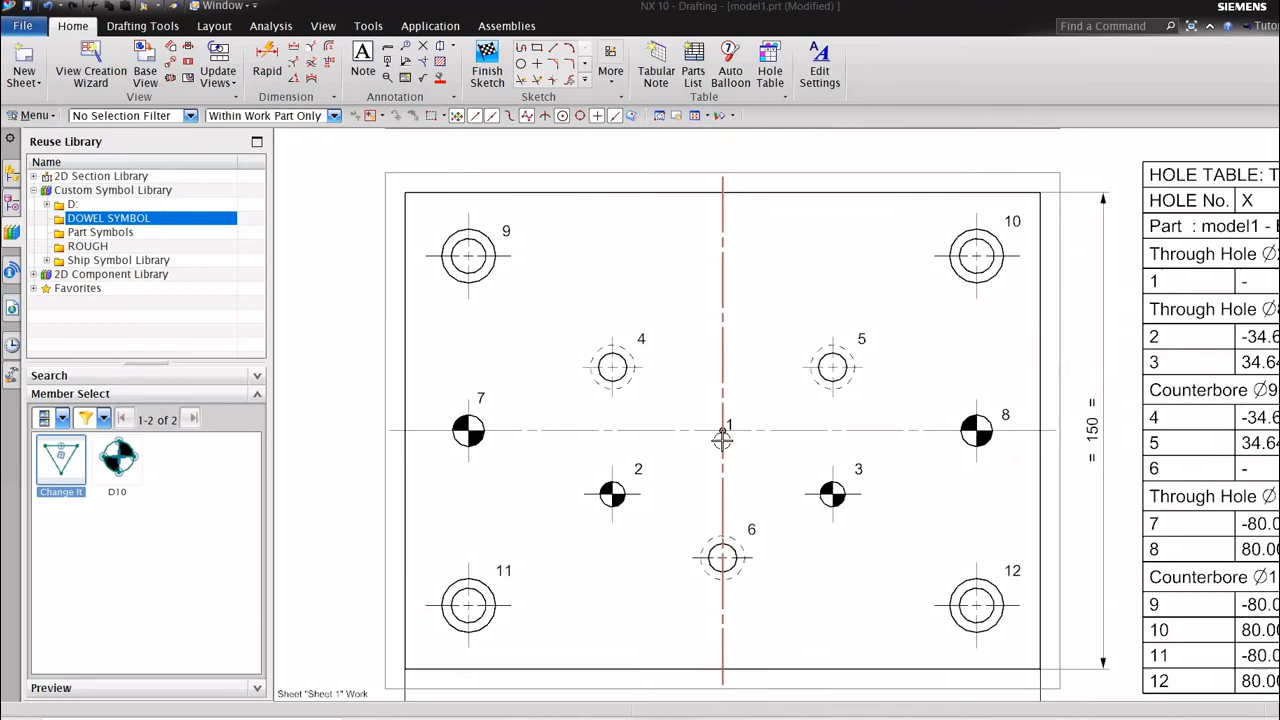 Window
NX 10 - Drafting - [model1.prt (Modified) ]
SIEMENS
File Home Drafting Tools Layout Analysis View Tools Application Assemblies
Find a Command
Tuto
New Sheet
View Creation Wizard
Base View
Update Views
Rapid
Note
Finish Sketch
More
Tabular Note
Parts List
Auto Balloon
Hole Table
Edit Settings
View Dimension Annotation Sketch Table
Menu No Selection Filter Within Work Part Only
Reuse Library
Name
2D Section Library
Custom Symbol Library
D:
DOWEL SYMBOL
Part Symbols
ROUGH
Ship Symbol Library
2D Component Library
Favorites
Search
Member Select
1-2 of 2
Change It D10
Preview
9
10
4
5
7
1
8
2
3
6
11
12
= 150 =
Sheet "Sheet 1" Work
HOLE TABLE: T
HOLE No. X
Part : model1 -
Through Hole ∅
1 -
Through Hole ∅
2 -34.6
3 34.64
Counterbore ∅9
4 -34.6
5 34.64
6 -
Through Hole ∅
7 -80.0
8 80.00
Counterbore ∅1
9 -80.0
10 80.00
11 -80.0
12 80.00